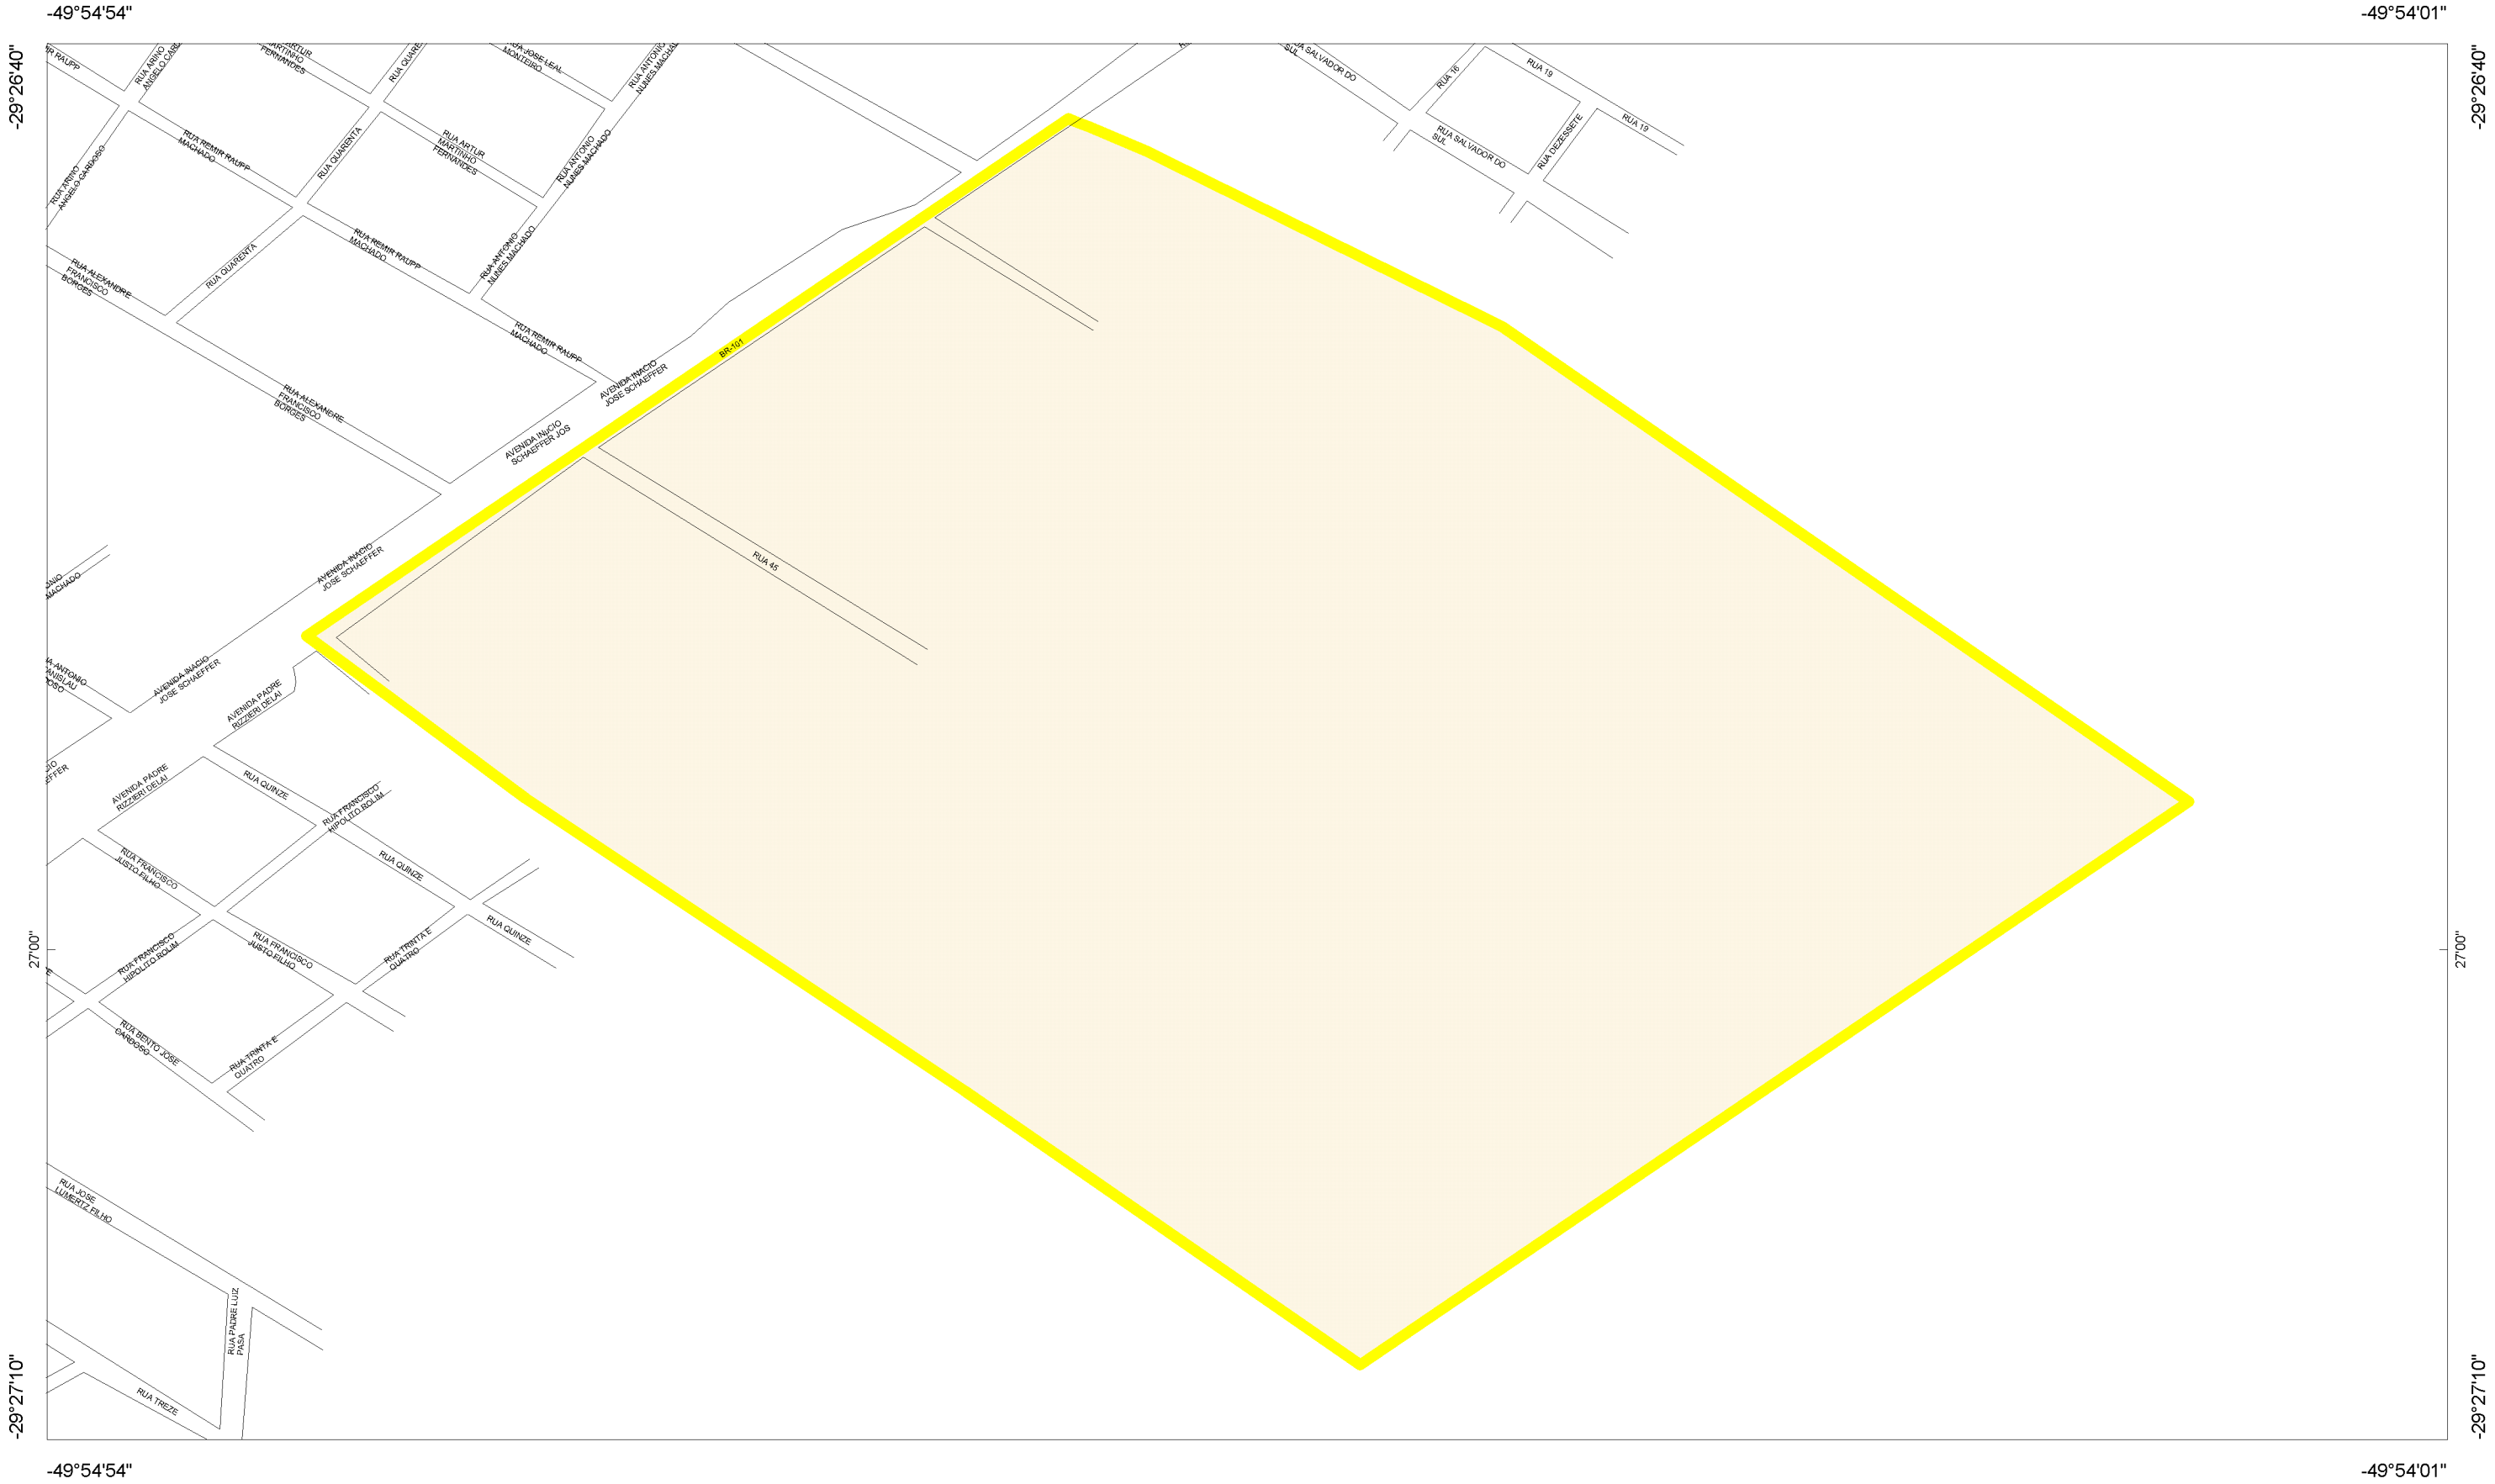 -49°54'54"
-49°54'01"
-29°26'40"
-29°26'40"
RAUPP
RUA ARINO
MARTINHO
FERNANDES
RUA JOSE LEAL
MONTEIRO
RUA ANTONIO
NUNES MACHADO
RUA SALVADOR DO
SUL
RUA 16
RUA 19
RUA 19
RUA DEZESSETE
RUA SALVADOR DO
SUL
RUA REMIR RAUPP
MACHADO
RUA QUARENTA
RUA ARTUR
MARTINHO
FERNANDES
RUA ANTONIO
NUNES MACHADO
RUA ARINO
ANGELO CARDOSO
RUA ALEXANDRE
FRANCISCO
BORGES
RUA QUARENTA
RUA REMIR RAUPP
MACHADO
RUA ANTONIO
NUNES MACHADO
RUA REMIR RAUPP
MACHADO
BR-101
AVENIDA INACIO
JOSE SCHAEFFER
RUA ALEXANDRE
FRANCISCO
BORGES
AVENIDA INµCIO
SCHAEFFER JOS
AVENIDA INACIO
JOSE SCHAEFFER
RUA 45
MACHADO
AVENIDA INACIO
JOSE SCHAEFFER
AVENIDA PADRE
RIZZIERI DELAI
AVENIDA PADRE
RIZZIERI DELAI
RUA QUINZE
RUA FRANCISCO
HIPOLITO ROLIM
RUA FRANCISCO
JUSTO FILHO
RUA QUINZE
RUA QUINZE
RUA FRANCISCO
HIPOLITO ROLIM
RUA FRANCISCO
JUSTO FILHO
RUA TRINTA E
QUATRO
27'00"
27'00"
RUA BENTO JOSE
CARDOSO
RUA TRINTA E
QUATRO
RUA JOSE
LUMERTZ FILHO
RUA PADRE LUIZ
PASA
RUA TREZE
-29°27'10"
-29°27'10"
-49°54'54"
-49°54'01"